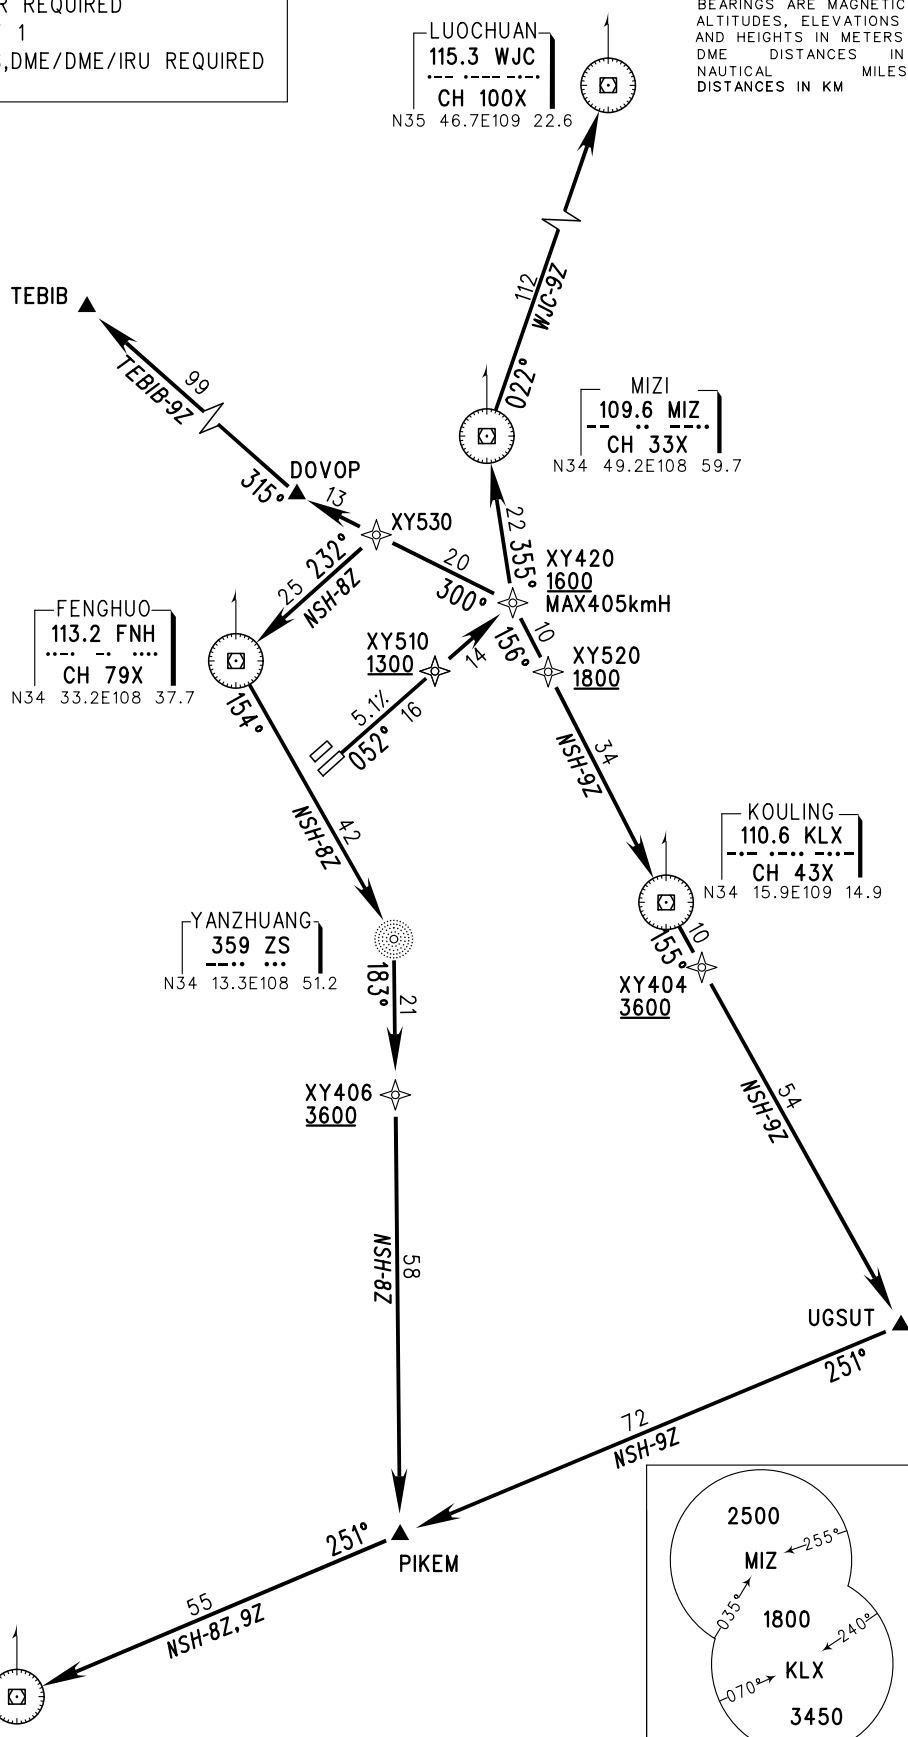 REQUIRED
1
,DME/DME/IRU REQUIRED
BEARINGS ARE MAGNETIC
ALTITUDES, ELEVATIONS
AND HEIGHTS IN METERS
DME DISTANCES IN
NAUTICAL MILES
DISTANCES IN KM
LUOCHUAN
115.3 WJC
CH 100X
N35 46.7E109 22.6
112
WJC-9Z
022°
TEBIB
99
TEBIB-9Z
315°
DOVOP
13
XY530
MIZI
109.6 MIZ
CH 33X
N34 49.2E108 59.7
22
355°
20
300°
XY420
1600
MAX405kmH
232°
25
NSH-8Z
FENGHUO
113.2 FNH
CH 79X
N34 33.2E108 37.7
XY510
1300
14
156°
10
XY520
1800
154°
5.1%
052°
16
34
NSH-9Z
42
NSH-8Z
KOULING
110.6 KLX
CH 43X
N34 15.9E109 14.9
YANZHUANG
359 ZS
N34 13.3E108 51.2
155°
10
XY404
3600
183°
21
XY406
3600
54
NSH-9Z
58
NSH-8Z
UGSUT
251°
72
NSH-9Z
251°
PIKEM
55
NSH-8Z,9Z
2500
MIZ
255°
035°
1800
240°
KLX
070°
3450